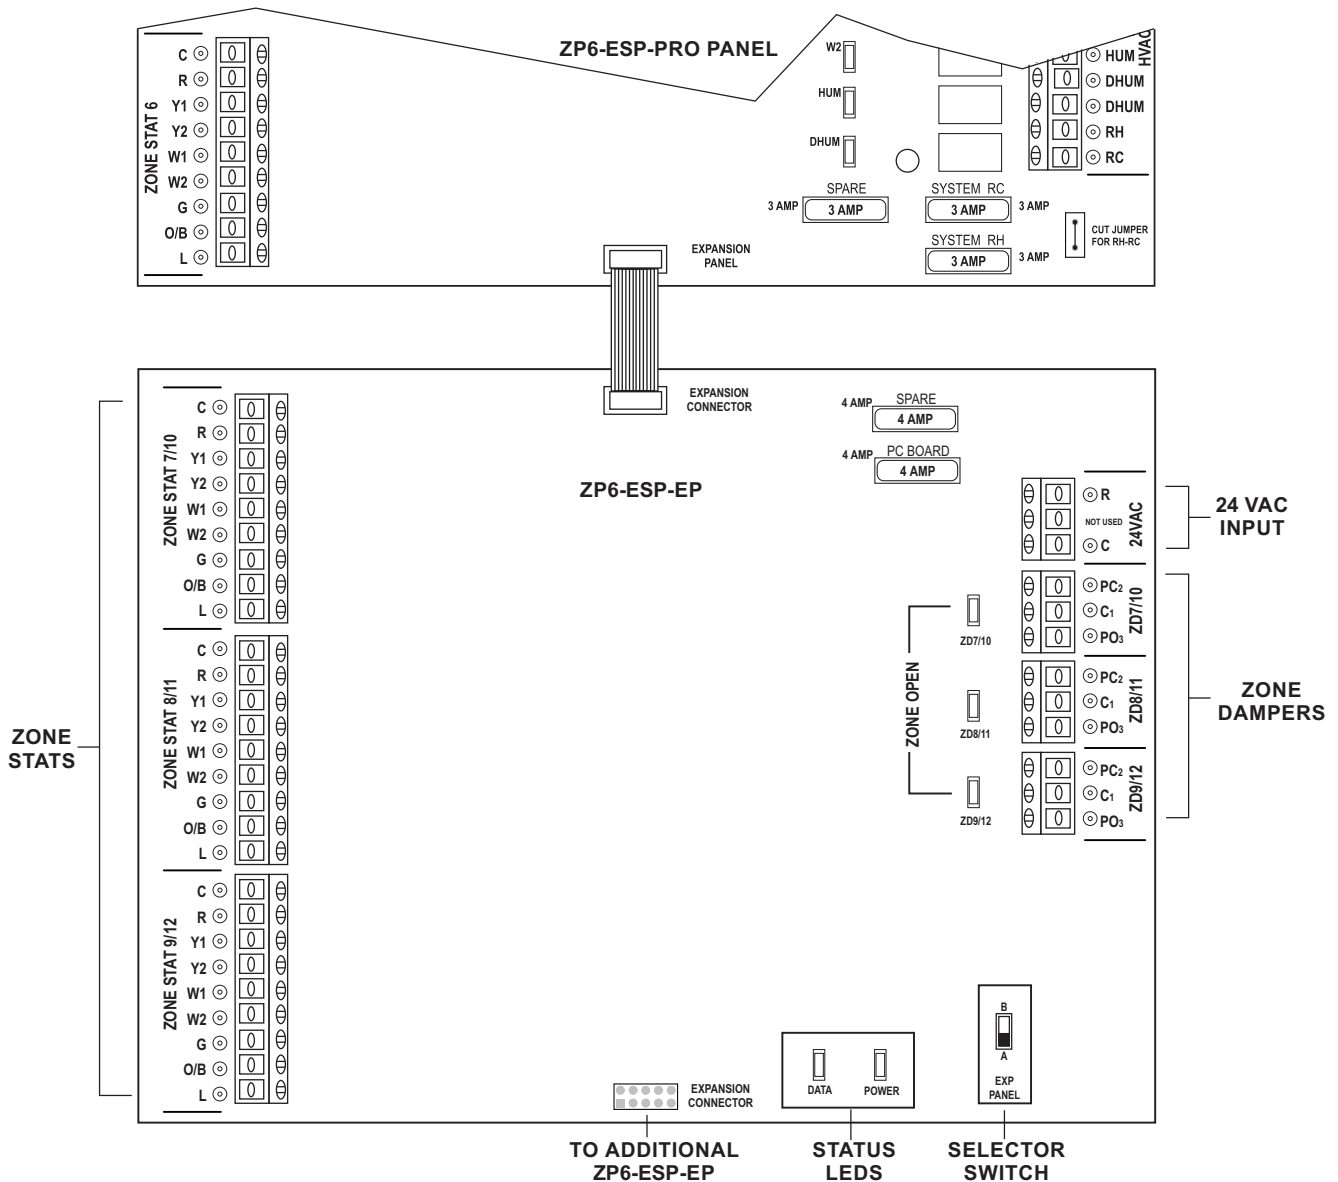 ZP6-ESP-PRO PANEL
ZONE STAT 6
C
R
Y1
Y2
W1
W2
G
O/B
L
W2
HUM
DHUM
HVAC
HUM
DHUM
DHUM
RH
RC
SPARE
3 AMP
3 AMP
SYSTEM RC
3 AMP
3 AMP
SYSTEM RH
3 AMP
3 AMP
CUT JUMPER
FOR RH-RC
EXPANSION
PANEL
EXPANSION
CONNECTOR
4 AMP
SPARE
4 AMP
4 AMP
PC BOARD
4 AMP
ZP6-ESP-EP
ZONE
STATS
ZONE STAT 7/10
C
R
Y1
Y2
W1
W2
G
O/B
L
ZONE STAT 8/11
C
R
Y1
Y2
W1
W2
G
O/B
L
ZONE STAT 9/12
C
R
Y1
Y2
W1
W2
G
O/B
L
R
NOT USED
C
24VAC
24 VAC
INPUT
PC2
C1
PO3
ZD7/10
PC2
C1
PO3
ZD8/11
PC2
C1
PO3
ZD9/12
ZONE
DAMPERS
ZONE OPEN
ZD7/10
ZD8/11
ZD9/12
EXPANSION
CONNECTOR
TO ADDITIONAL
ZP6-ESP-EP
DATA
POWER
STATUS
LEDS
B
A
EXP
PANEL
SELECTOR
SWITCH